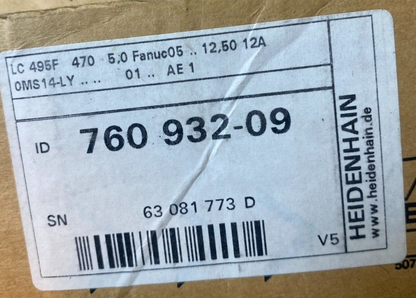 LC 495F 470 5,0 Fanuc05 .. 12,50 12A
0MS14-LY .. .. 01 .. AE 1
ID 760 932-09
SN 63 081 773 D
V5
HEIDENHAIN
www.heidenhain.de
507